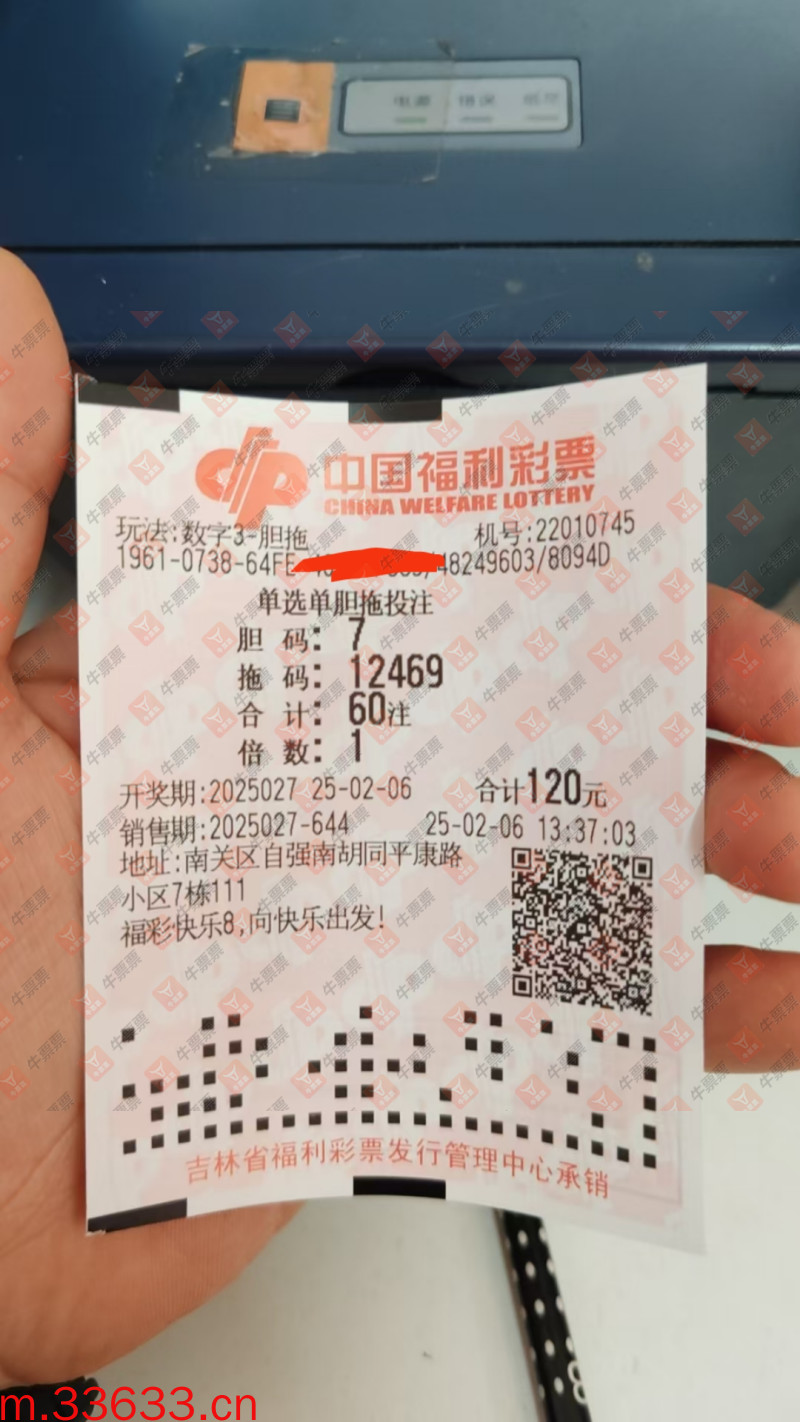 电源 错误
中国福利彩票
CHINA WELFARE LOTTERY
玩法:数字3-胆拖 机号:22010745
1961-0738-64FE /48249603/8094D
单选单胆拖投注
胆 码: 7
拖 码: 12469
合 计: 60注
倍 数: 1
开奖期:2025027 25-02-06 合计120元
销售期:2025027-644 25-02-06 13:37:03
地址:南关区自强南胡同平康路
小区7栋111
福彩快乐8,向快乐出发!
吉林省福利彩票发行管理中心承销
牛票票
m.33633.cn